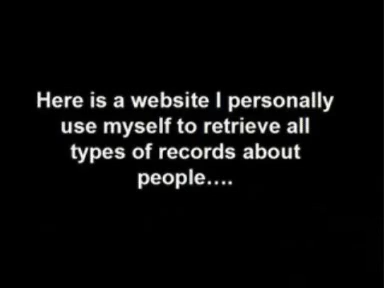 Here is a website I personally
use myself to retrieve all
types of records about
people....